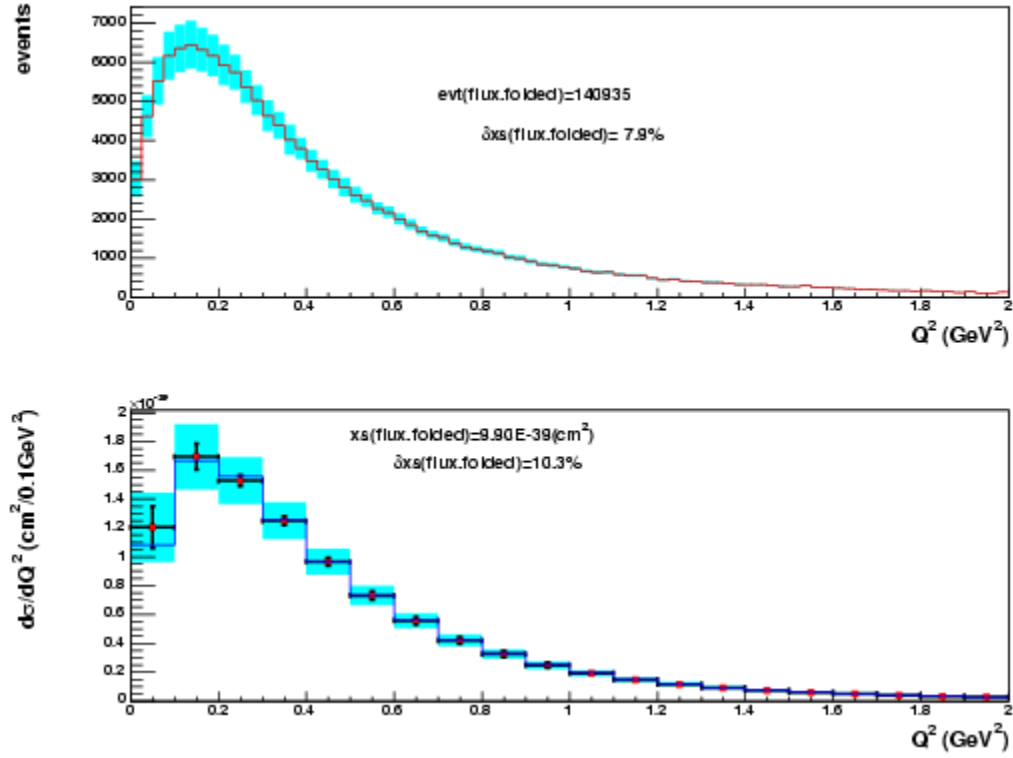 events
7000
6000
5000
4000
3000
2000
1000
0
evt(flux.folded)=140935
δxs(flux.folded)= 7.9%
0 0.2 0.4 0.6 0.8 1 1.2 1.4 1.6 1.8 2
Q² (GeV²)
×10⁻³⁹
dσ/dQ² (cm²/0.1GeV²)
2
1.8
1.6
1.4
1.2
1
0.8
0.6
0.4
0.2
0
xs(flux.folded)=9.90E-39(cm²)
δxs(flux.folded)=10.3%
0 0.2 0.4 0.6 0.8 1 1.2 1.4 1.6 1.8 2
Q² (GeV²)